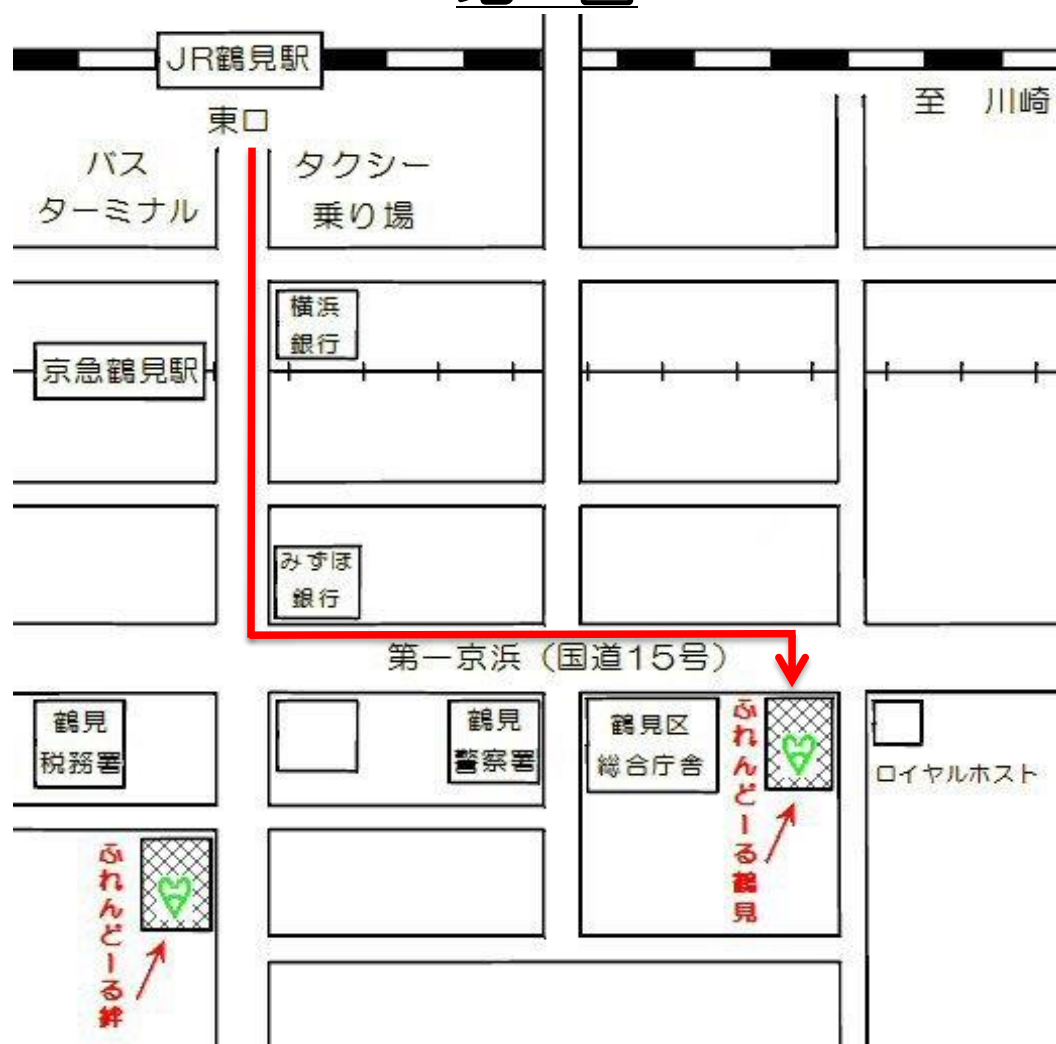 JR鶴見駅
東口
至 川崎
バス
ターミナル
タクシー
乗り場
横浜
銀行
京急鶴見駅
みずほ
銀行
第一京浜（国道15号）
鶴見
税務署
鶴見
警察署
鶴見区
総合庁舎
ふれんどーる鶴見
ロイヤルホスト
ふれんどーる絆